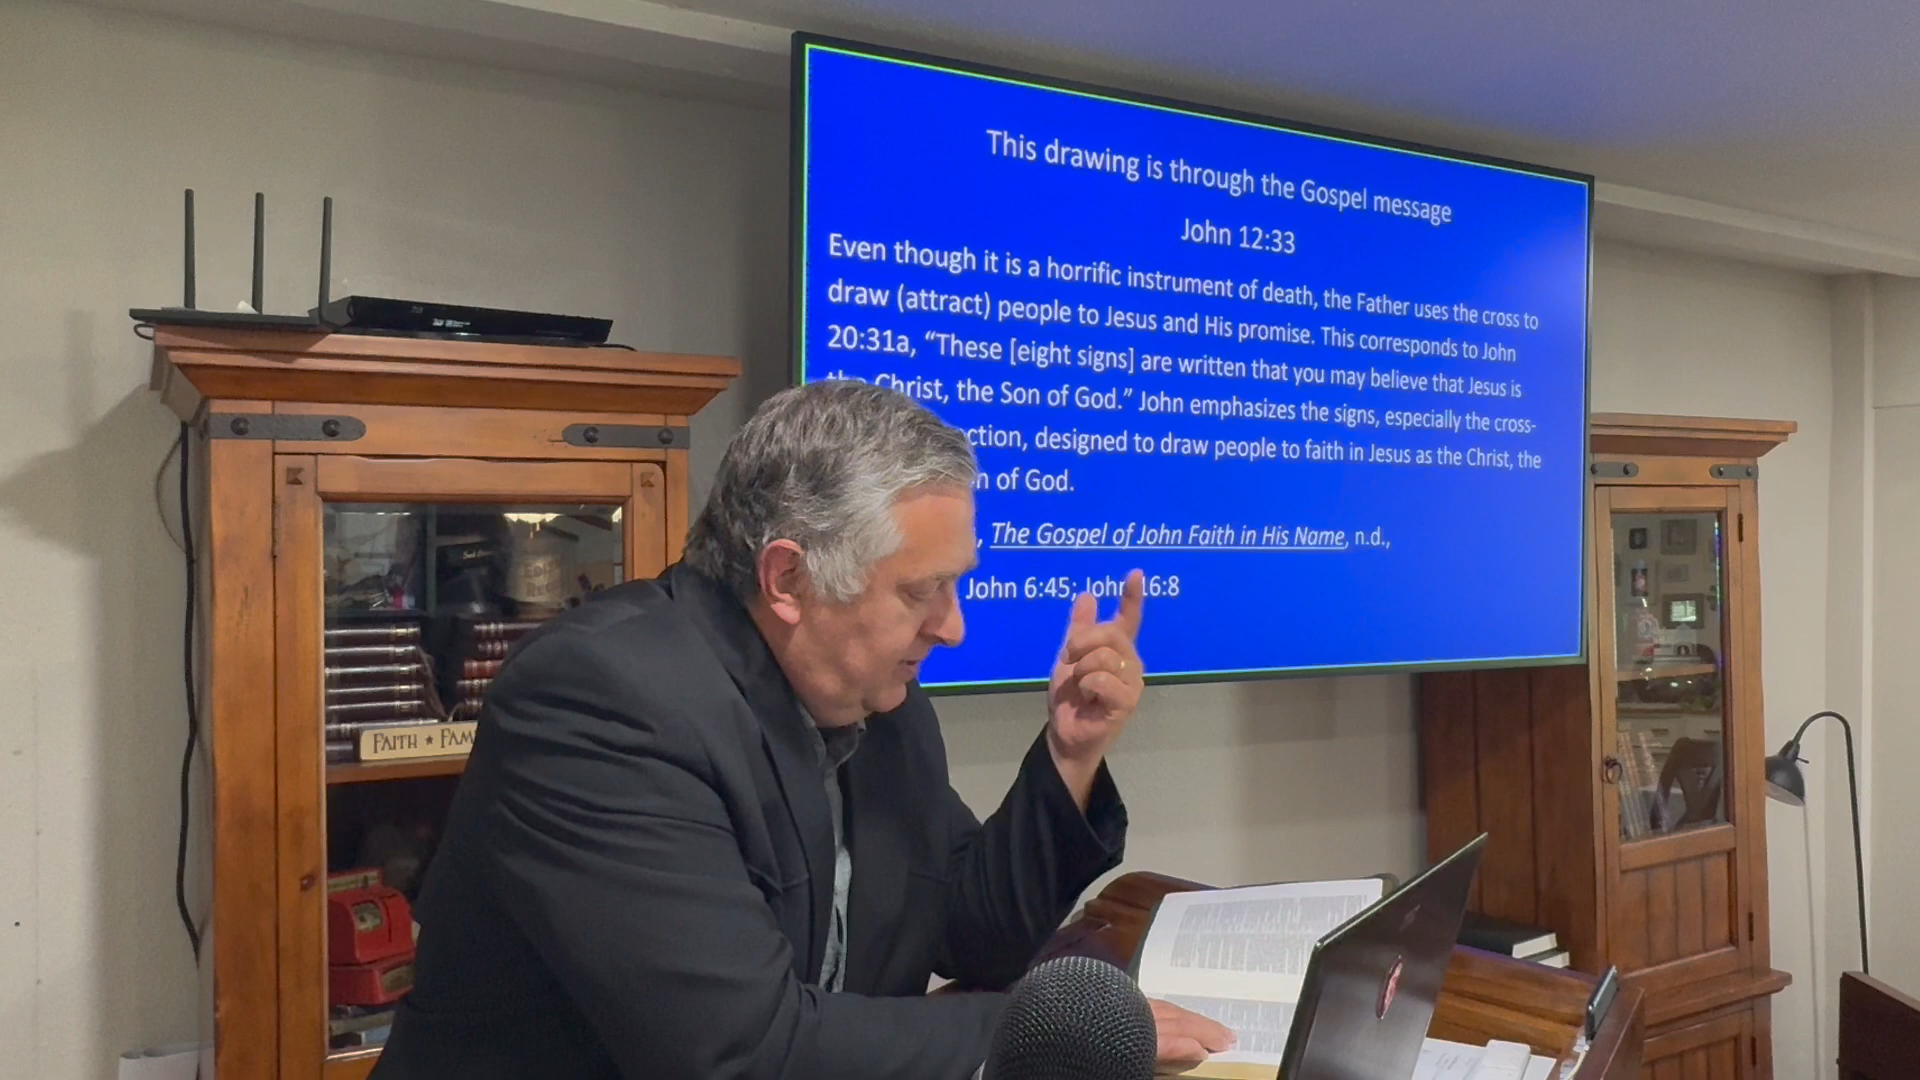 This drawing is through the Gospel message
John 12:33
Even though it is a horrific instrument of death, the Father uses the cross to
draw (attract) people to Jesus and His promise. This corresponds to John
20:31a, “These [eight signs] are written that you may believe that Jesus is
the Christ, the Son of God.” John emphasizes the signs, especially the cross-
ction, designed to draw people to faith in Jesus as the Christ, the
n of God.
, The Gospel of John Faith in His Name, n.d.,
John 6:45; John 16:8
FAITH ★ FAM